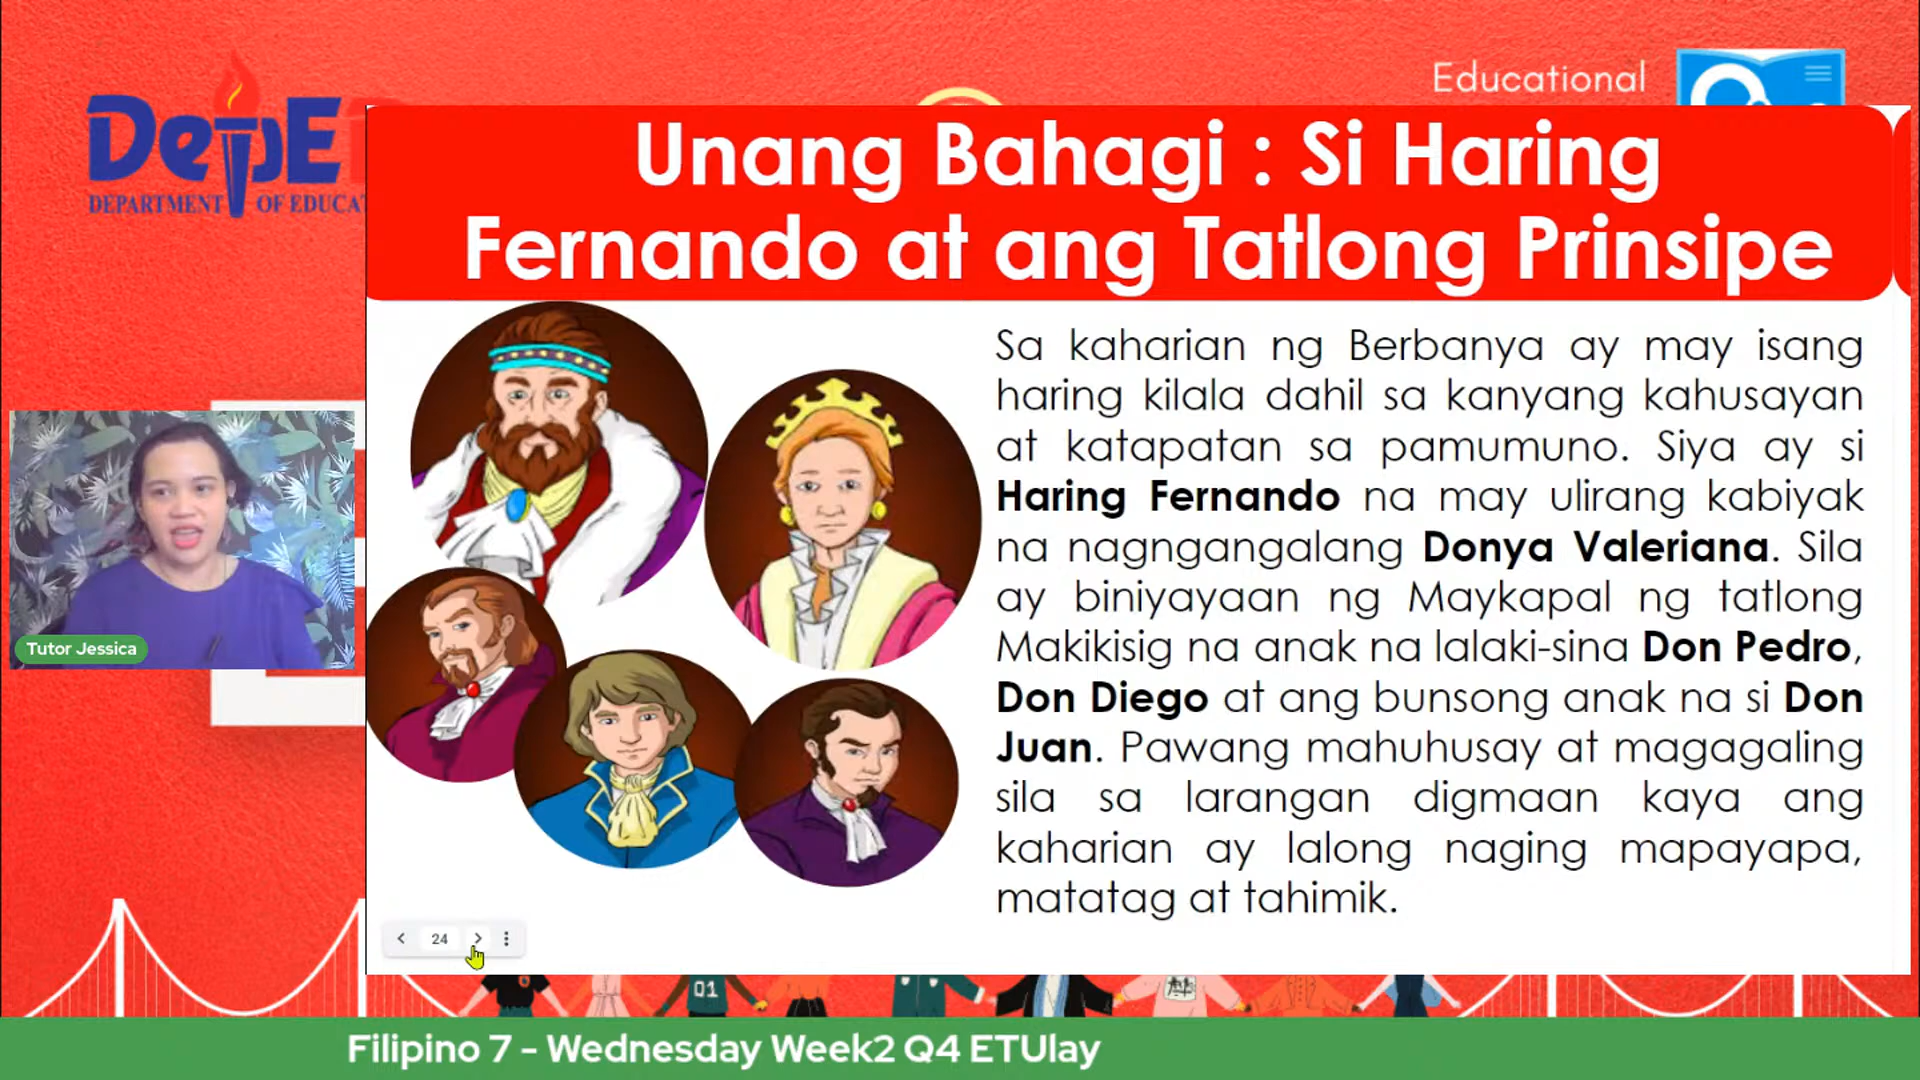 DepE
DEPARTMENT OF EDUCAT
Educational
Unang Bahagi : Si Haring
Fernando at ang Tatlong Prinsipe
Sa kaharian ng Berbanya ay may isang
haring kilala dahil sa kanyang kahusayan
at katapatan sa pamumuno. Siya ay si
Haring Fernando na may ulirang kabiyak
na nagngangalang Donya Valeriana. Sila
ay biniyayaan ng Maykapal ng tatlong
Makikisig na anak na lalaki-sina Don Pedro,
Don Diego at ang bunsong anak na si Don
Juan. Pawang mahuhusay at magagaling
sila sa larangan digmaan kaya ang
kaharian ay lalong naging mapayapa,
matatag at tahimik.
Tutor Jessica
24
Q1
Filipino 7 - Wednesday Week2 Q4 ETUlay